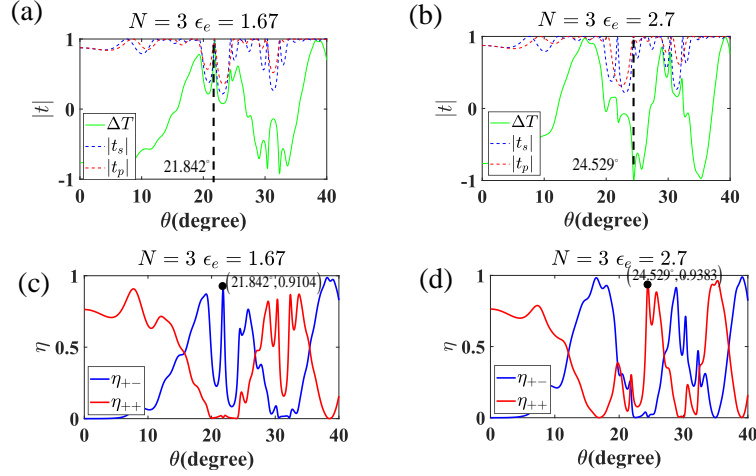 (a)
N = 3 ϵₑ = 1.67
|t|
1
0
-1
ΔT
|tₛ|
|tₚ|
21.842°
0 10 20 30 40
θ(degree)
(b)
N = 3 ϵₑ = 2.7
|t|
1
0
-1
ΔT
|tₛ|
|tₚ|
24.529°
0 10 20 30 40
θ(degree)
(c)
N = 3 ϵₑ = 1.67
η
1
0.5
0
(21.842°,0.9104)
η₊₋
η₊₊
0 10 20 30 40
θ(degree)
(d)
N = 3 ϵₑ = 2.7
η
1
0.5
0
(24.529°,0.9383)
η₊₋
η₊₊
0 10 20 30 40
θ(degree)